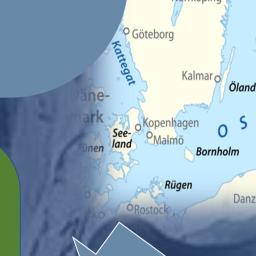 Göteborg
Kattegat
Kalmar
Öland
Däne-
mark
Kopenhagen
O S
See-
land
Malmö
Fünen
Bornholm
Rügen
Rostock
Danz